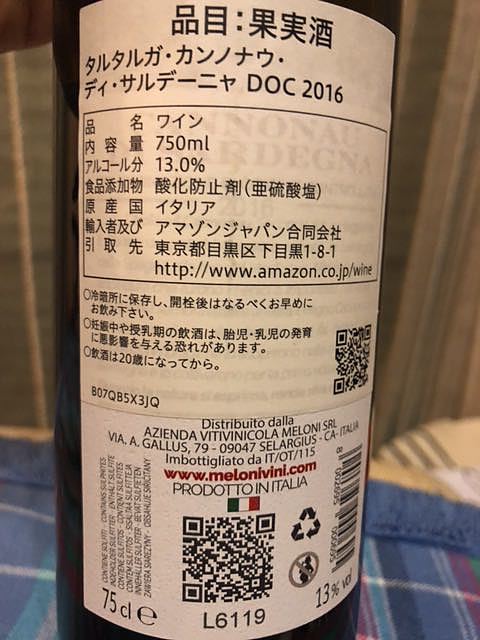 品目:果実酒
タルタルガ・カンノナウ・
ディ・サルデーニャ DOC 2016
品名 ワイン
内容量 750ml
アルコール分 13.0%
食品添加物 酸化防止剤(亜硫酸塩)
原産国 イタリア
輸入者及び アマゾンジャパン合同会社
引取先 東京都目黒区下目黒1-8-1
http://www.amazon.co.jp/wine
○冷暗所に保存し、開栓後はなるべくお早めに
お飲み下さい。
○妊娠中や授乳期の飲酒は、胎児・乳児の発育
に悪影響を与える恐れがあります。
○飲酒は20歳になってから。
B07QB5X3JQ
Distribuito dalla
AZIENDA VITIVINICOLA MELONI SRL
VIA. A. GALLUS, 79 - 09047 SELARGIUS - CA- ITALIA
Imbottigliato da IT/OT/115
www.melonivini.com
PRODOTTO IN ITALIA
CONTIENE SOLFITI - CONTAINS SULPHITES
CONTIENE SULFITOS
75 cl e
L6119
13% vol